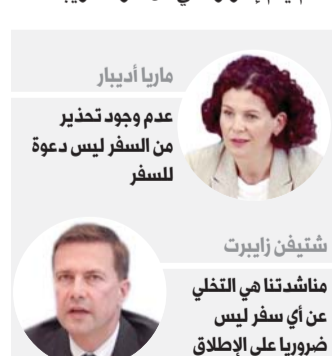 ماريا أديبار
عدم وجود تحذير
من السفر ليس دعوة
للسفر
شتيفن زايبرت
مناشدتنا هي التخلي
عن أي سفر ليس
ضروريا على الإطلاق